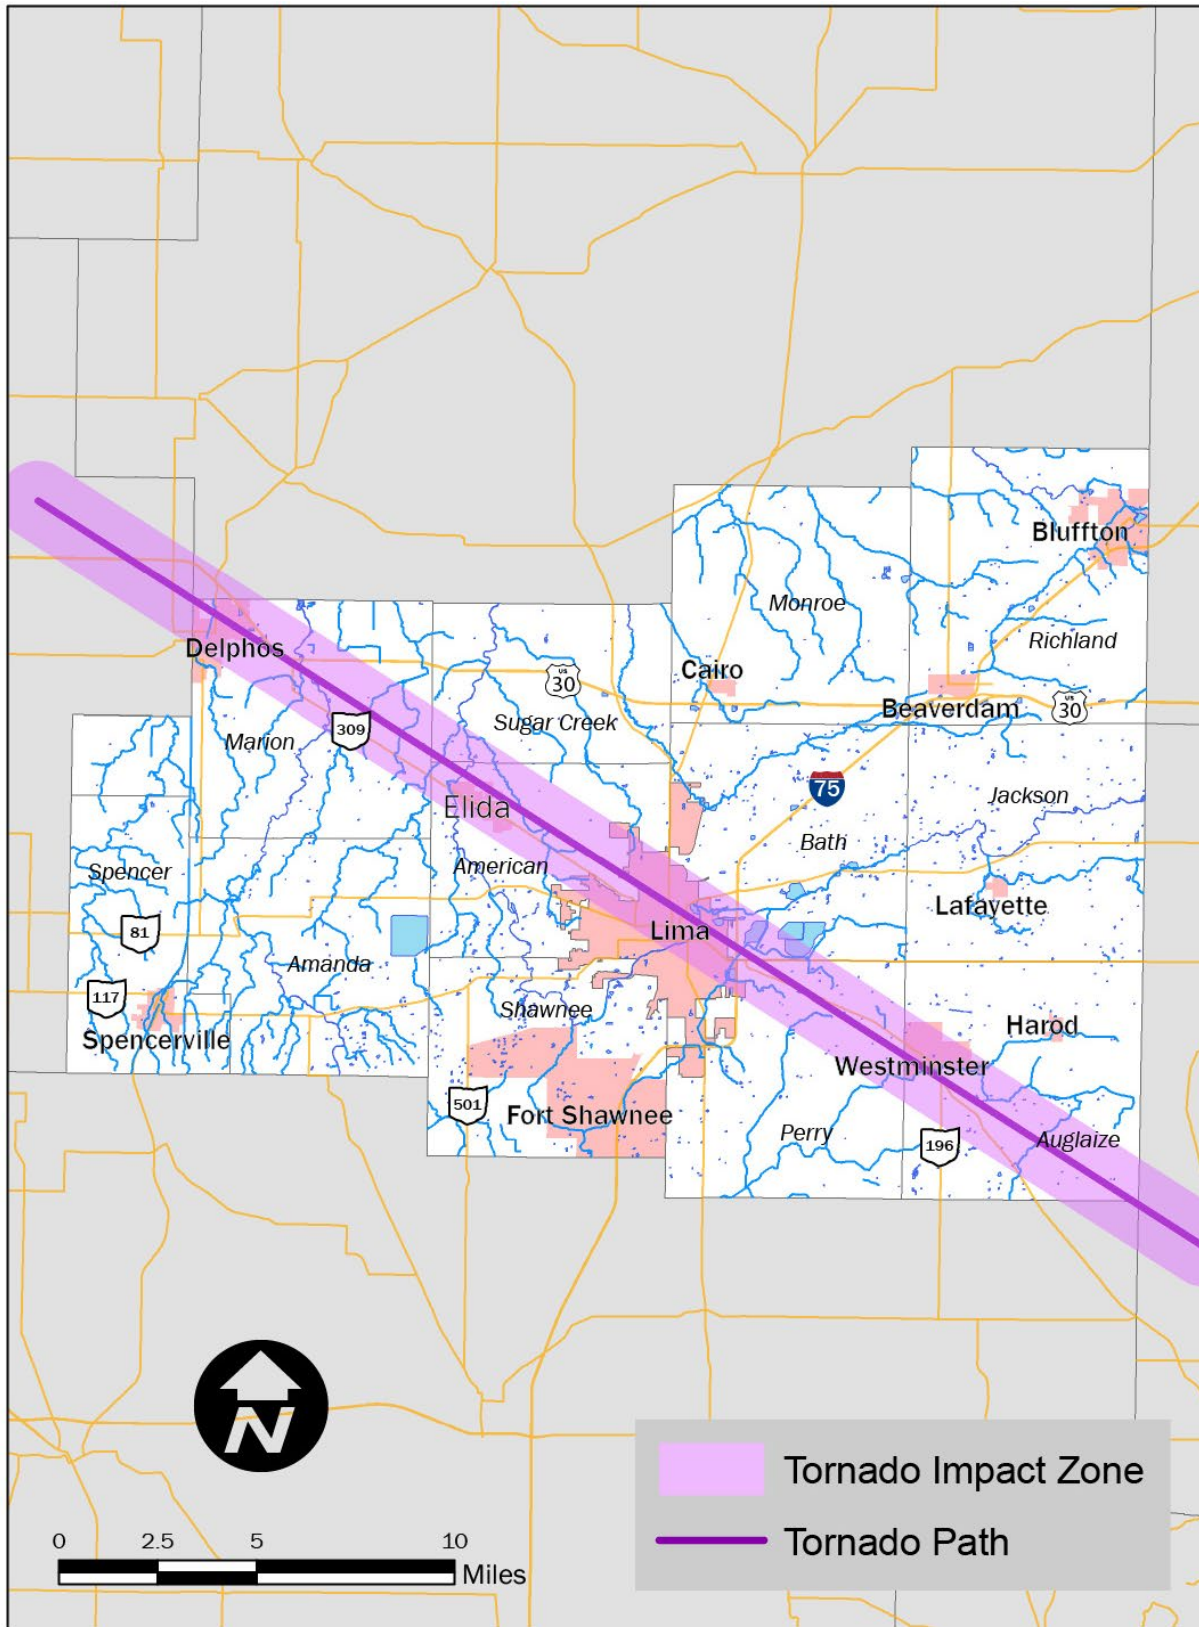 Bluffton
Monroe
Richland
Delphos
Cairo
US
30
Beaverdam
US
30
Sugar Creek
309
Marion
75
Jackson
Elida
Bath
American
Spencer
Lafayette
81
Lima
Amanda
117
Shawnee
Harod
Spencerville
Westminster
501
Fort Shawnee
Perry
196
Auglaize
N
Tornado Impact Zone
Tornado Path
0 2.5 5 10
Miles